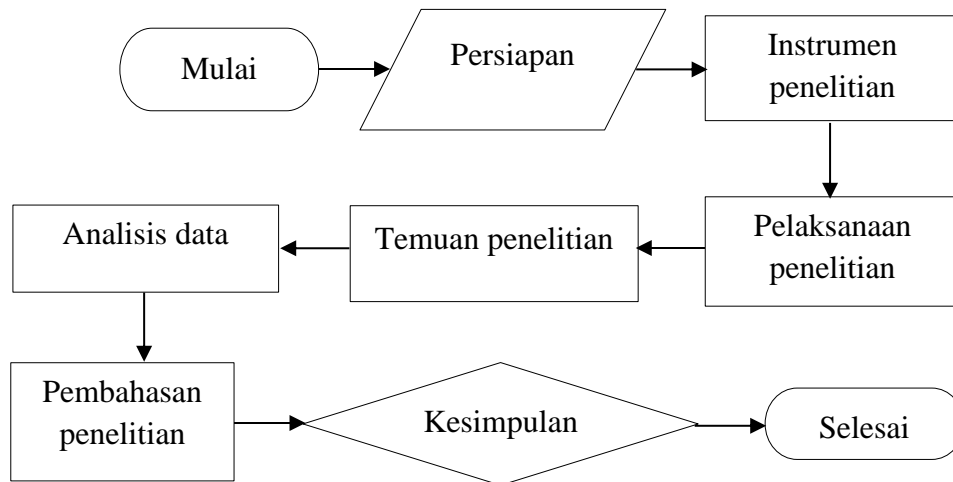 Mulai
Persiapan
Instrumen
penelitian
Pelaksanaan
penelitian
Temuan penelitian
Analisis data
Pembahasan
penelitian
Kesimpulan
Selesai